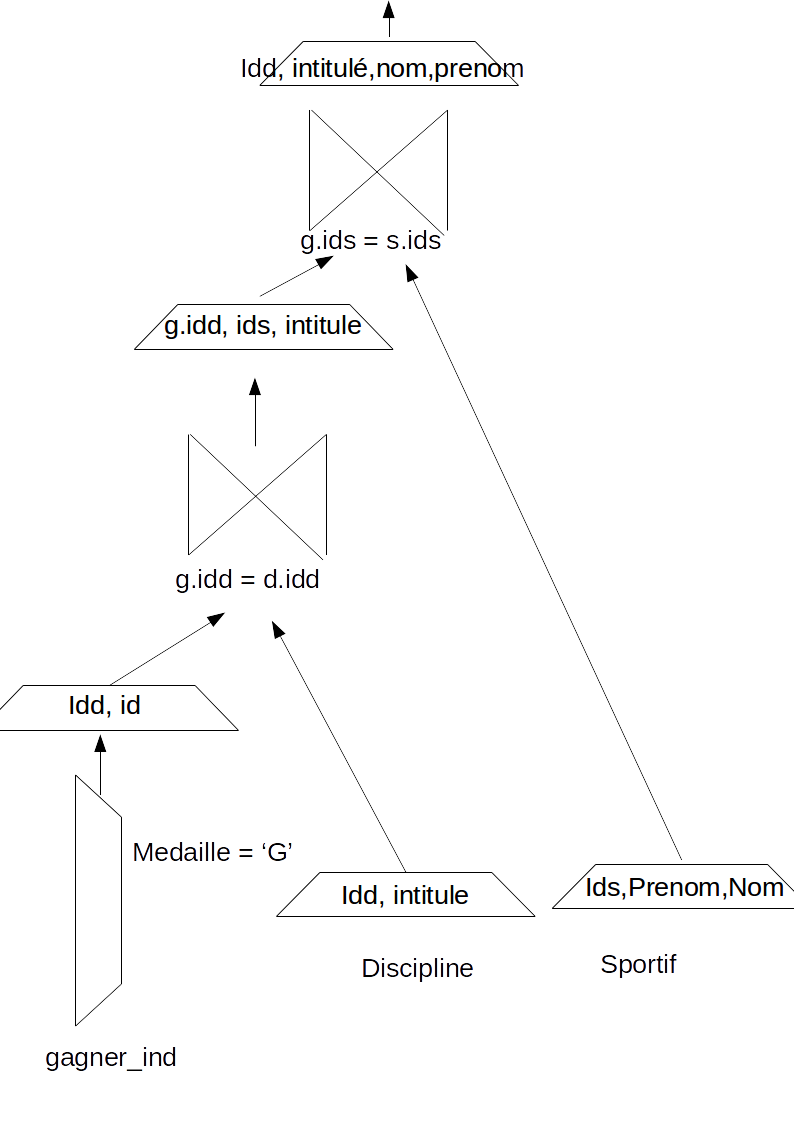 Idd, intitulé,nom,prenom
g.ids = s.ids
g.idd, ids, intitule
g.idd = d.idd
Idd, id
Medaille = ‘G’
Idd, intitule
Ids,Prenom,Nom
Discipline
Sportif
gagner_ind